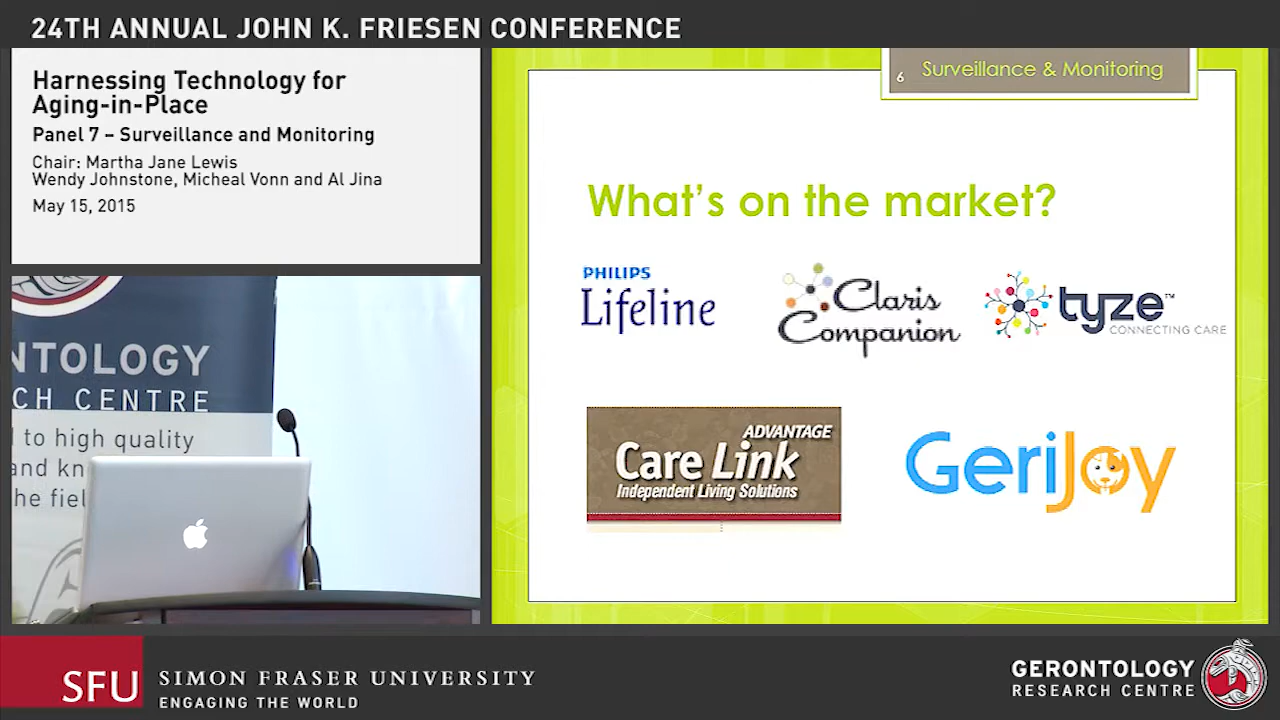 24TH ANNUAL JOHN K. FRIESEN CONFERENCE
Harnessing Technology for
Aging-in-Place
Panel 7 – Surveillance and Monitoring
Chair: Martha Jane Lewis
Wendy Johnstone, Micheal Vonn and Al Jina
May 15, 2015
NTOLOGY
CH CENTRE
to high quality
and kn
he fiel
6 Surveillance & Monitoring
What's on the market?
PHILIPS
Lifeline
Claris
Companion
tyze™
CONNECTING CARE
ADVANTAGE
Care Link
Independent Living Solutions
GeriJoy
SFU SIMON FRASER UNIVERSITY
ENGAGING THE WORLD
GERONTOLOGY
RESEARCH CENTRE